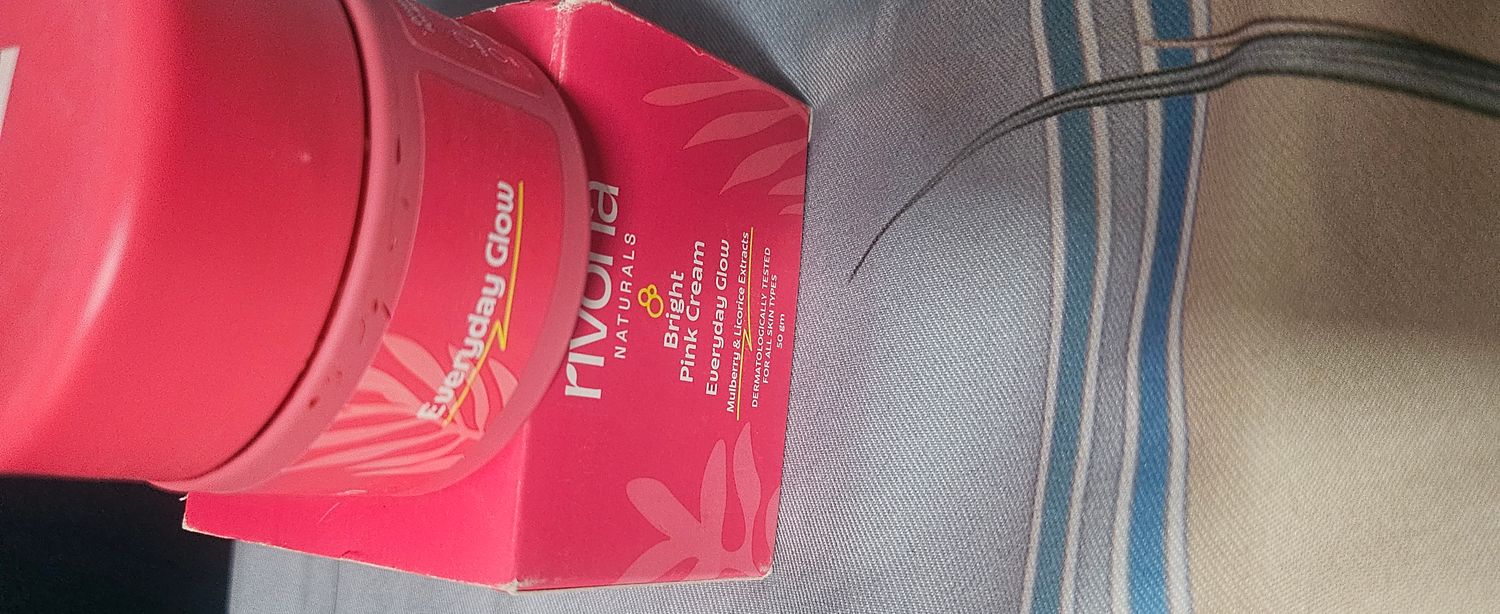 Everyday Glow
rivona
NATURALS
Bright
Pink Cream
Everyday Glow
Mulberry & Licorice Extracts
DERMATOLOGICALLY TESTED
FOR ALL SKIN TYPES
50 gm